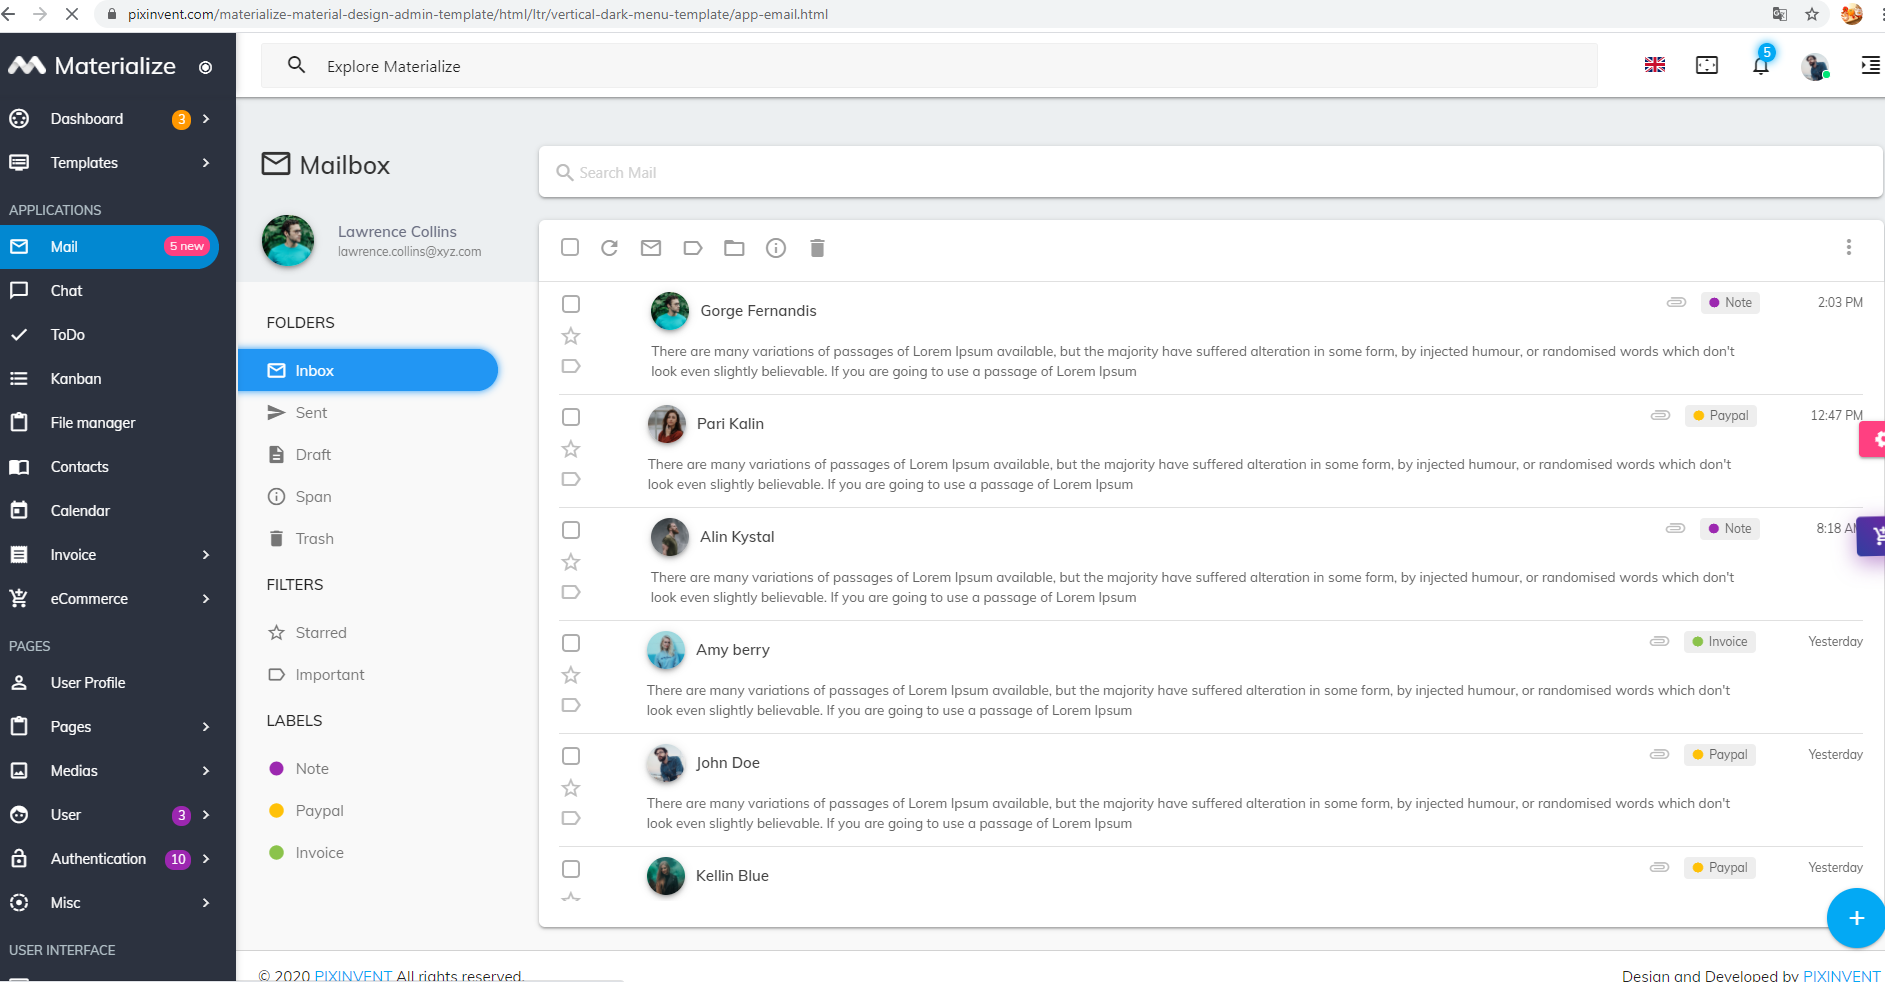 pixinvent.com/materialize-material-design-admin-template/html/ltr/vertical-dark-menu-template/app-email.html
Materialize
Explore Materialize
5
Dashboard 3
Templates
APPLICATIONS
Mail 5 new
Chat
ToDo
Kanban
File manager
Contacts
Calendar
Invoice
eCommerce
PAGES
User Profile
Pages
Medias
User 3
Authentication 10
Misc
USER INTERFACE
Mailbox
Lawrence Collins
lawrence.collins@xyz.com
FOLDERS
Inbox
Sent
Draft
Span
Trash
FILTERS
Starred
Important
LABELS
Note
Paypal
Invoice
Search Mail
Gorge Fernandis Note 2:03 PM
There are many variations of passages of Lorem Ipsum available, but the majority have suffered alteration in some form, by injected humour, or randomised words which don't
look even slightly believable. If you are going to use a passage of Lorem Ipsum
Pari Kalin Paypal 12:47 PM
There are many variations of passages of Lorem Ipsum available, but the majority have suffered alteration in some form, by injected humour, or randomised words which don't
look even slightly believable. If you are going to use a passage of Lorem Ipsum
Alin Kystal Note 8:18 AM
There are many variations of passages of Lorem Ipsum available, but the majority have suffered alteration in some form, by injected humour, or randomised words which don't
look even slightly believable. If you are going to use a passage of Lorem Ipsum
Amy berry Invoice Yesterday
There are many variations of passages of Lorem Ipsum available, but the majority have suffered alteration in some form, by injected humour, or randomised words which don't
look even slightly believable. If you are going to use a passage of Lorem Ipsum
John Doe Paypal Yesterday
There are many variations of passages of Lorem Ipsum available, but the majority have suffered alteration in some form, by injected humour, or randomised words which don't
look even slightly believable. If you are going to use a passage of Lorem Ipsum
Kellin Blue Paypal Yesterday
© 2020 PIXINVENT All rights reserved.
Design and Developed by PIXINVENT